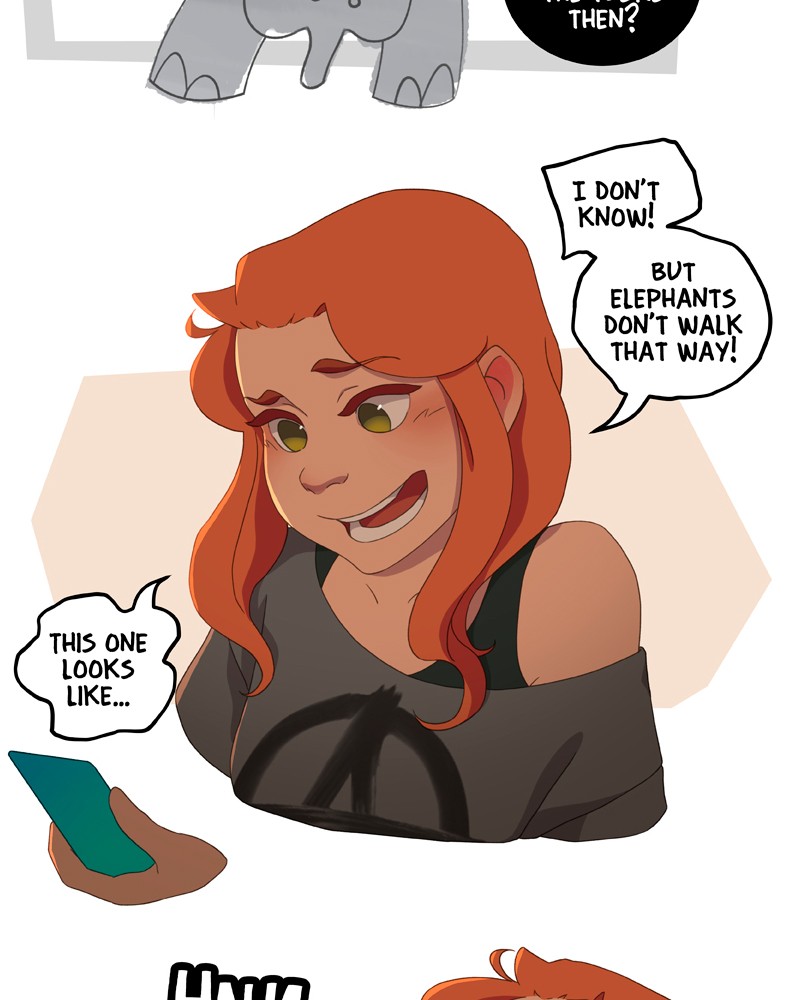 THEN?
I DON'T
KNOW!
BUT
ELEPHANTS
DON'T WALK
THAT WAY!
THIS ONE
LOOKS
LIKE...